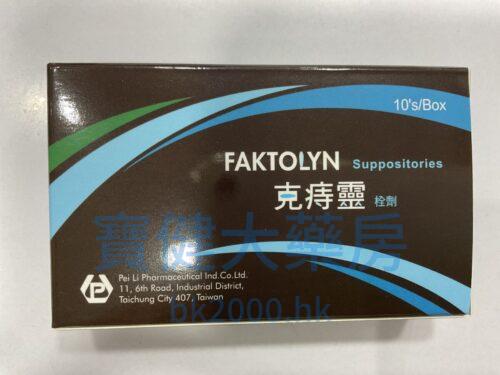 10's/Box
FAKTOLYN Suppositories
克痔靈 栓劑
寶健大藥房
Pei Li Pharmaceutical Ind.Co.Ltd.
11, 6th Road, Industrial District,
Taichung City 407, Taiwan
pk2000.hk